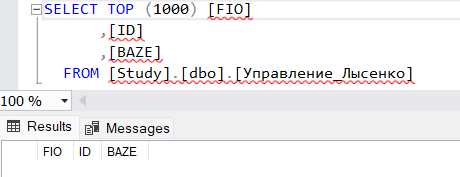 SELECT TOP (1000) [FIO]
,[ID]
,[BAZE]
FROM [Study].[dbo].[Управление_Лысенко]
100 %
Results Messages
FIO ID BAZE